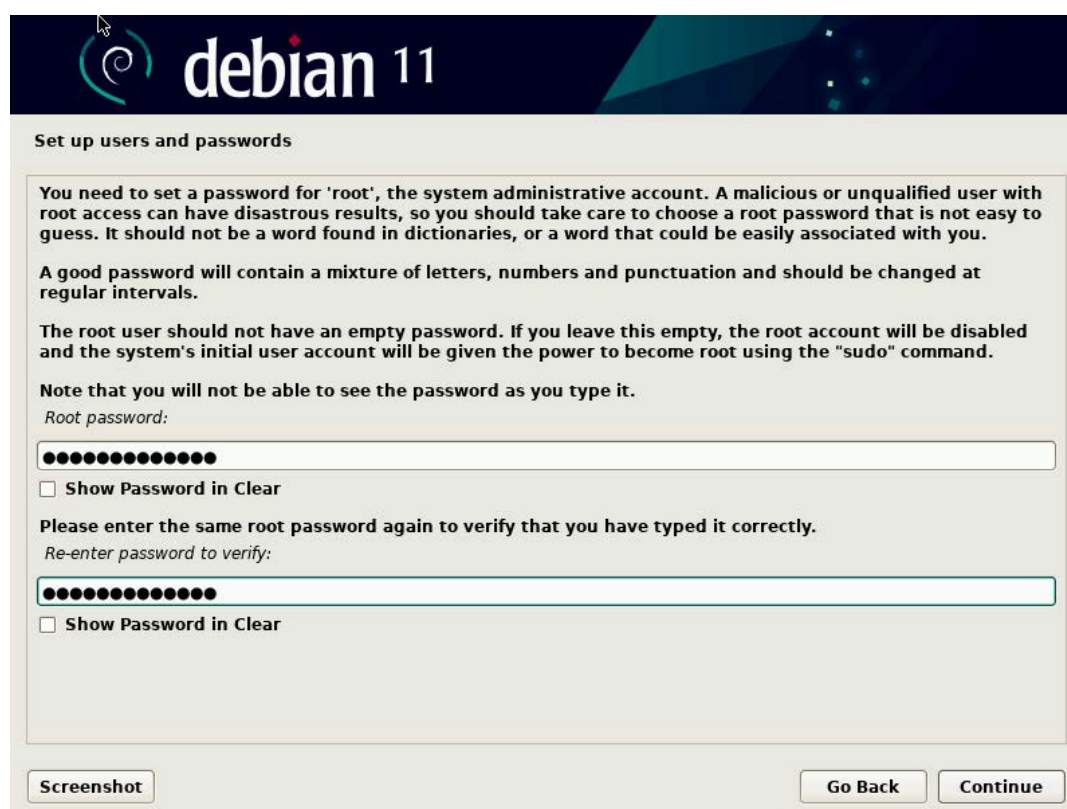 debian 11
Set up users and passwords
You need to set a password for 'root', the system administrative account. A malicious or unqualified user with
root access can have disastrous results, so you should take care to choose a root password that is not easy to
guess. It should not be a word found in dictionaries, or a word that could be easily associated with you.
A good password will contain a mixture of letters, numbers and punctuation and should be changed at
regular intervals.
The root user should not have an empty password. If you leave this empty, the root account will be disabled
and the system's initial user account will be given the power to become root using the "sudo" command.
Note that you will not be able to see the password as you type it.
Root password:
●●●●●●●●●●●●●
Show Password in Clear
Please enter the same root password again to verify that you have typed it correctly.
Re-enter password to verify:
●●●●●●●●●●●●●
Show Password in Clear
Screenshot Go Back Continue